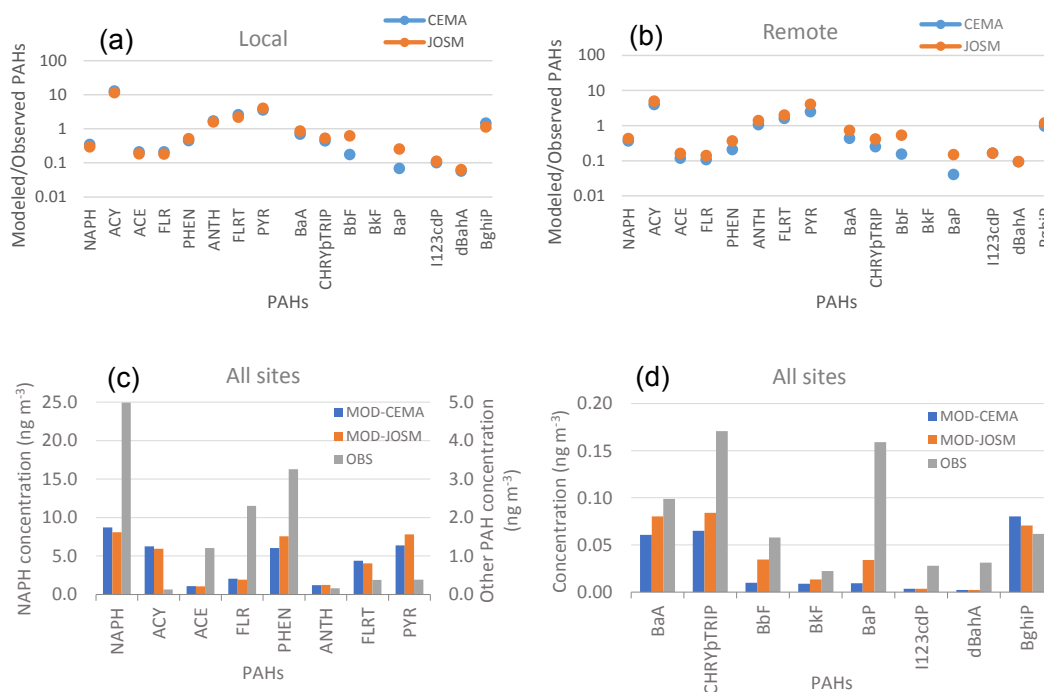 (a)
Local
CEMA
JOSM
Modeled/Observed PAHs
100
10
1
0.1
0.01
NAPH
ACY
ACE
FLR
PHEN
ANTH
FLRT
PYR
BaA
CHRYþTRIP
BbF
BkF
BaP
I123cdP
dBahA
BghiP
PAHs
(b)
Remote
CEMA
JOSM
Modeled/Observed PAHs
100
10
1
0.1
0.01
NAPH
ACY
ACE
FLR
PHEN
ANTH
FLRT
PYR
BaA
CHRYþTRIP
BbF
BkF
BaP
I123cdP
dBahA
BghiP
PAHs
(c)
All sites
MOD-CEMA
MOD-JOSM
OBS
NAPH concentration (ng m-3)
25.0
20.0
15.0
10.0
5.0
0.0
Other PAH concentration
(ng m-3)
5.0
4.0
3.0
2.0
1.0
0.0
NAPH
ACY
ACE
FLR
PHEN
ANTH
FLRT
PYR
PAHs
(d)
All sites
MOD-CEMA
MOD-JOSM
OBS
Concentration (ng m-3)
0.20
0.15
0.10
0.05
0.00
BaA
CHRYþTRIP
BbF
BkF
BaP
I123cdP
dBahA
BghiP
PAHs